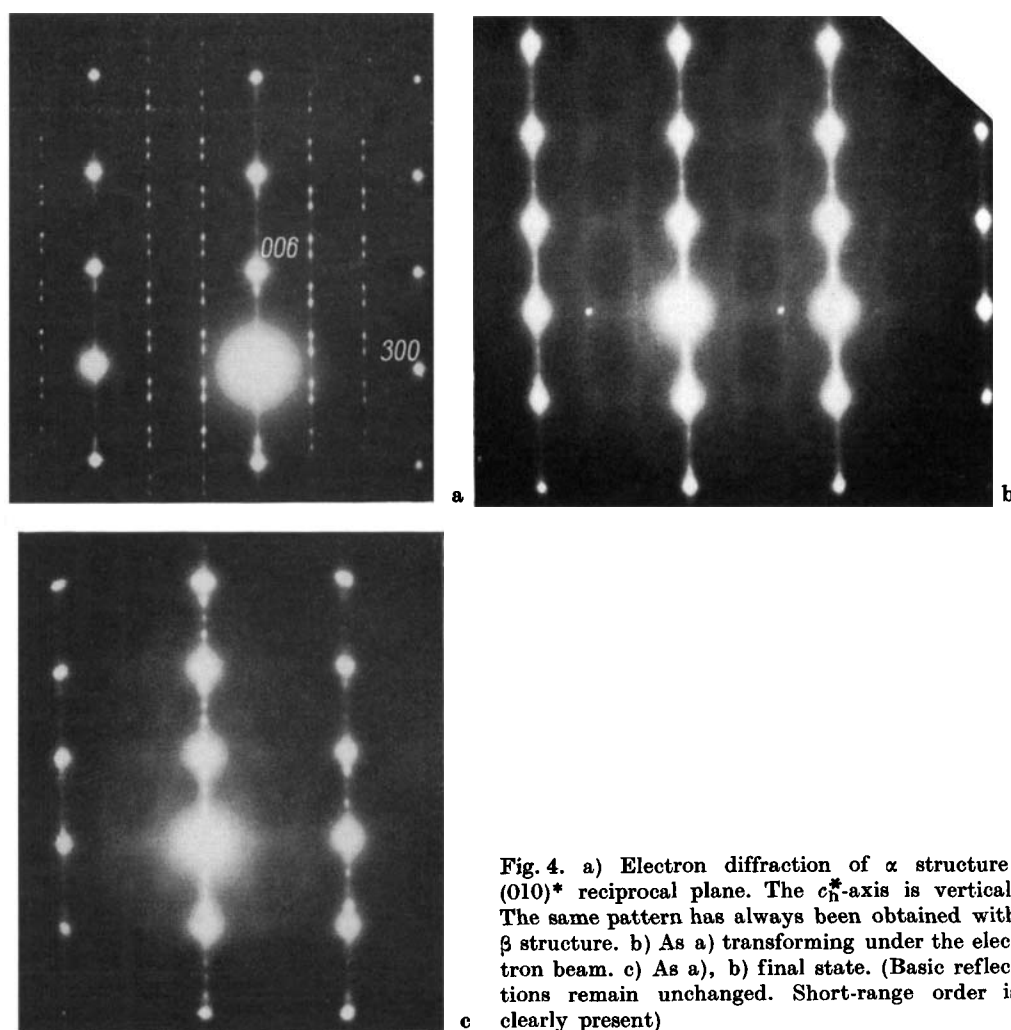 006
300
a
b
Fig. 4. a) Electron diffraction of α structure
(010)* reciprocal plane. The c*h-axis is vertical
The same pattern has always been obtained with
β structure. b) As a) transforming under the elec
tron beam. c) As a), b) final state. (Basic reflec
tions remain unchanged. Short-range order is
c clearly present)